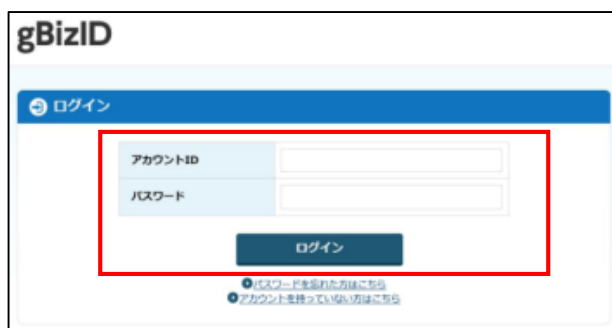 gBizID
ログイン
アカウントID
パスワード
ログイン
パスワードを忘れた方はこちら
アカウントを持っていない方はこちら